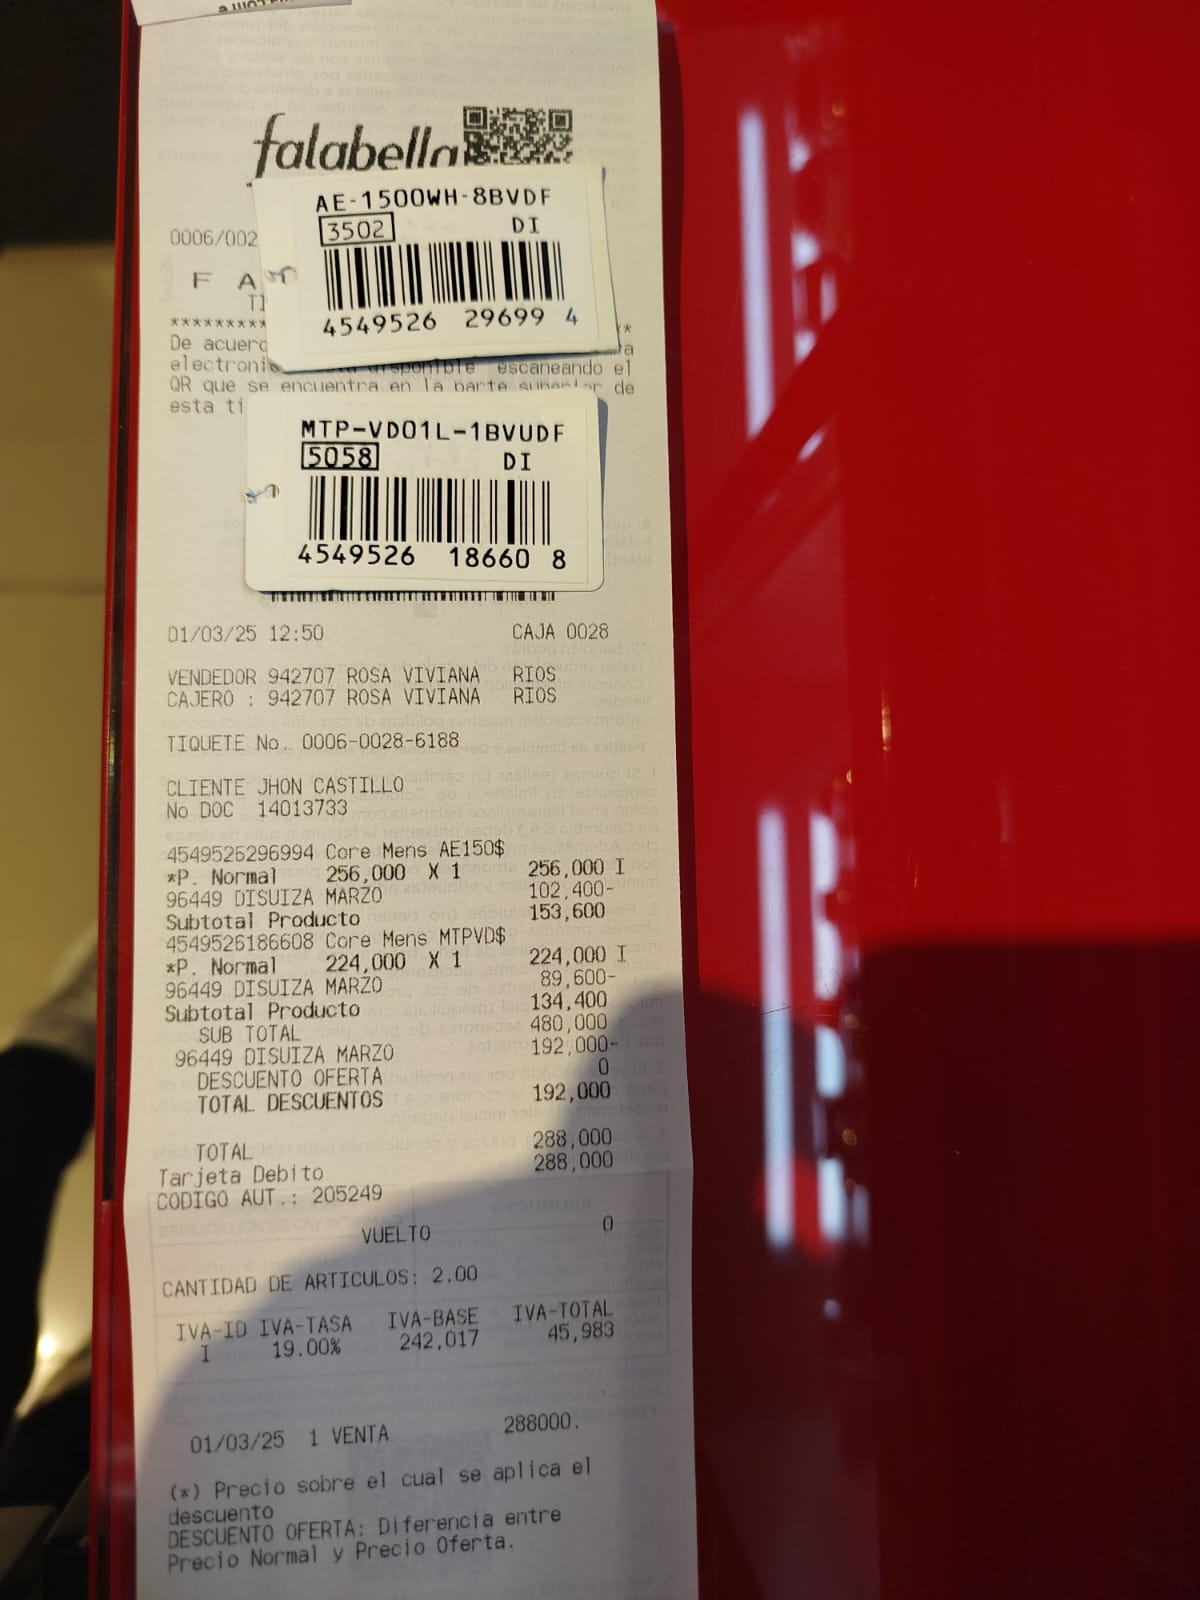 falabella
AE-1500WH-8BVDF
3502 DI
4549526 29699 4
0006/002
F A
*********
**
De acuerd
electroni disponible escaneando el
QR que se encuentra en la parte superior de
esta ti
MTP-VD01L-1BVUDF
5058 DI
4549526 18660 8
01/03/25 12:50 CAJA 0028
VENDEDOR 942707 ROSA VIVIANA RIOS
CAJERO : 942707 ROSA VIVIANA RIOS
TIQUETE No. 0006-0028-6188
CLIENTE JHON CASTILLO
No DOC 14013733
4549526296994 Core Mens AE150$
*P. Normal 256,000 X 1 256,000 I
96449 DISUIZA MARZO 102,400-
Subtotal Producto 153,600
4549526186608 Core Mens MTPVD$
*P. Normal 224,000 X 1 224,000 I
96449 DISUIZA MARZO 89,600-
Subtotal Producto 134,400
SUB TOTAL 480,000
96449 DISUIZA MARZO 192,000-
DESCUENTO OFERTA 0
TOTAL DESCUENTOS 192,000
TOTAL 288,000
Tarjeta Debito 288,000
CODIGO AUT.: 205249
VUELTO 0
CANTIDAD DE ARTICULOS: 2.00
IVA-ID IVA-TASA IVA-BASE IVA-TOTAL
I 19.00% 242,017 45,983
01/03/25 1 VENTA 288000.
(*) Precio sobre el cual se aplica el
descuento
DESCUENTO OFERTA: Diferencia entre
Precio Normal y Precio Oferta.